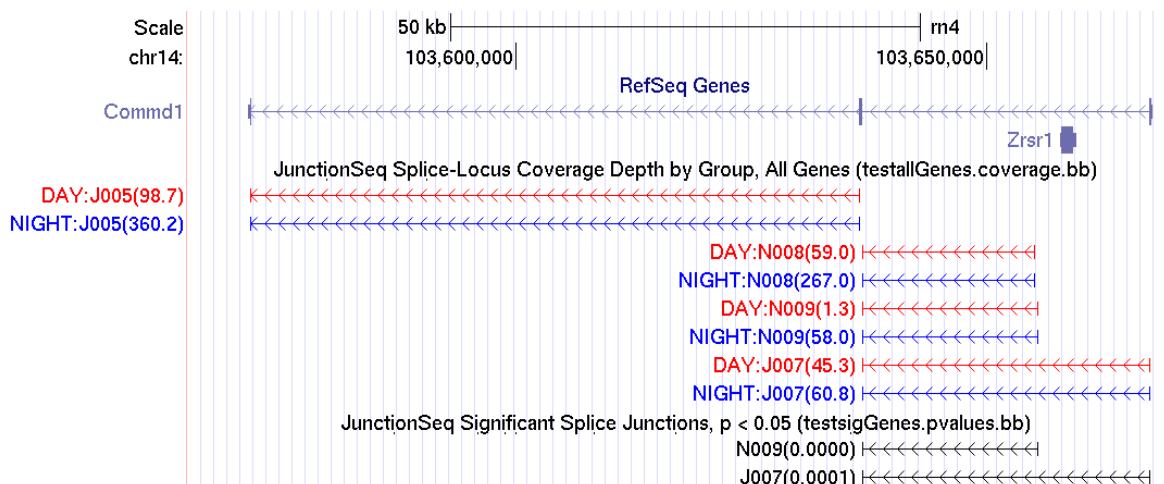 Scale 50 kb rn4
chr14: 103,600,000 103,650,000
RefSeq Genes
Commd1
Zrsr1
JunctionSeq Splice-Locus Coverage Depth by Group, All Genes (testallGenes.coverage.bb)
DAY:J005(98.7)
NIGHT:J005(360.2)
DAY:N008(59.0)
NIGHT:N008(267.0)
DAY:N009(1.3)
NIGHT:N009(58.0)
DAY:J007(45.3)
NIGHT:J007(60.8)
JunctionSeq Significant Splice Junctions, p < 0.05 (testsigGenes.pvalues.bb)
N009(0.0000)
J007(0.0001)